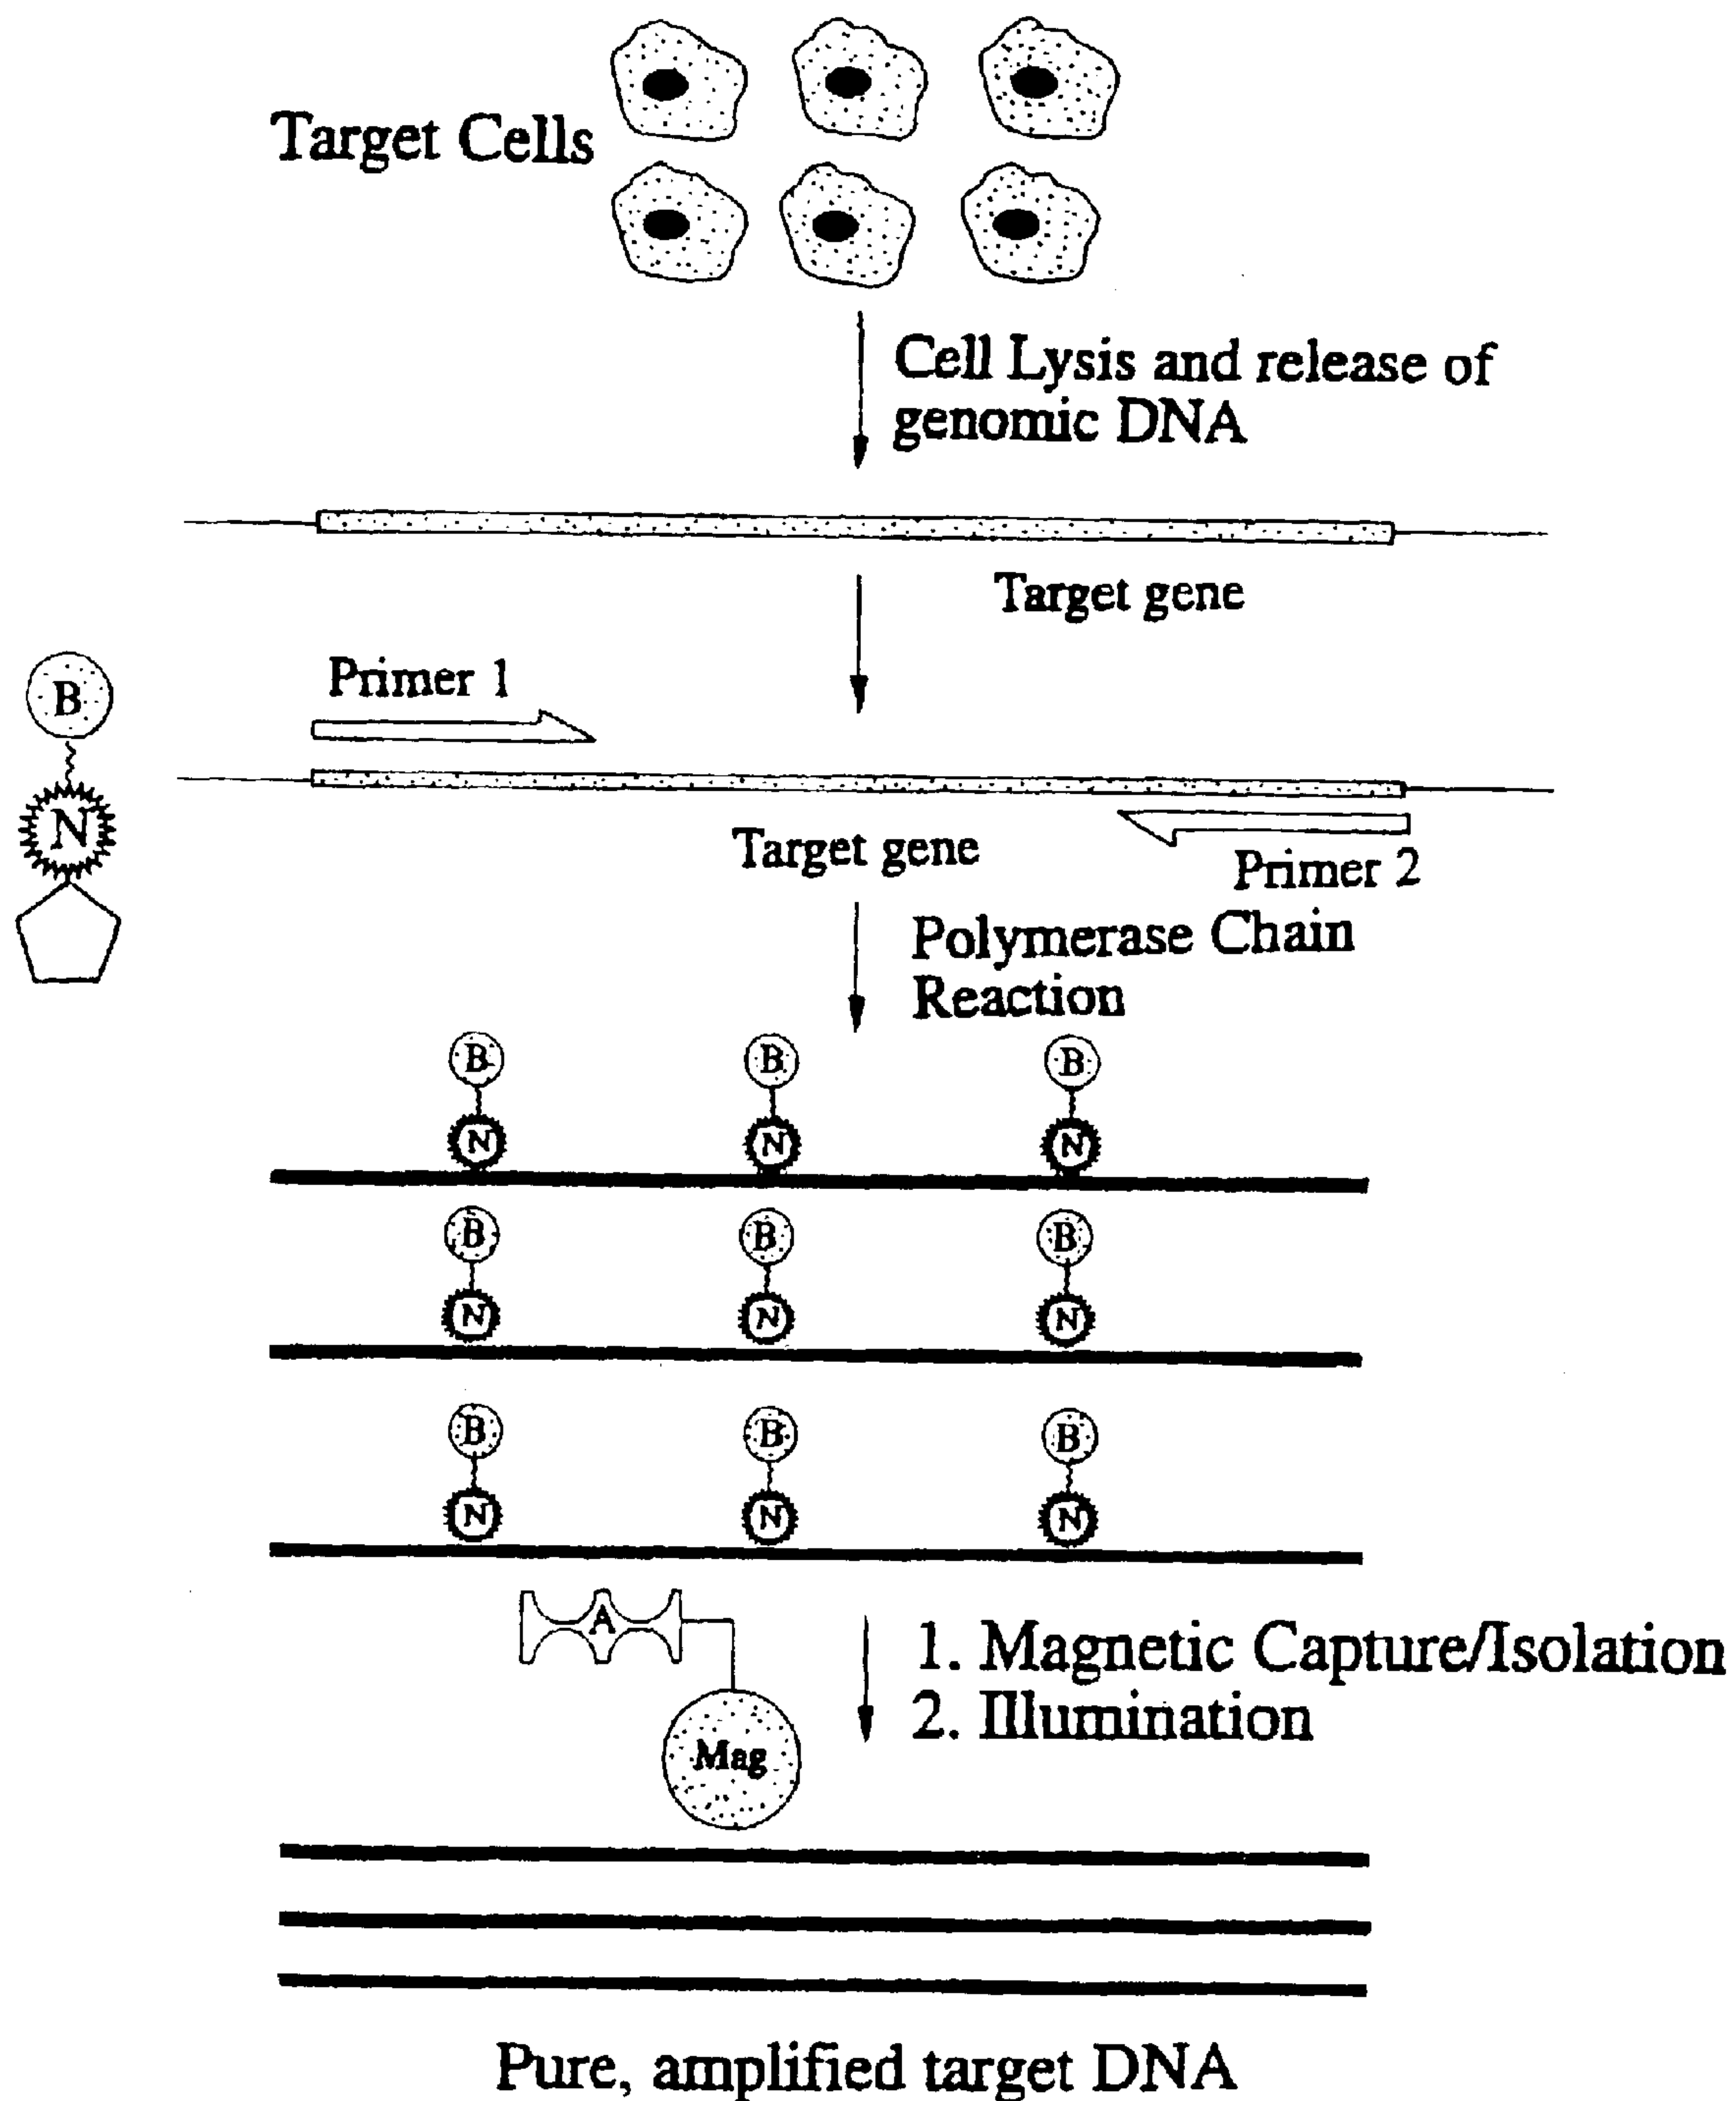 Target Cells
Cell Lysis and release of
genomic DNA
Target gene
Primer 1
B
N
Target gene
Primer 2
Polymerase Chain
Reaction
B B B
N N N
B B B
N N N
B B B
N N N
A
1. Magnetic Capture/Isolation
2. Illumination
Mag
Pure, amplified target DNA